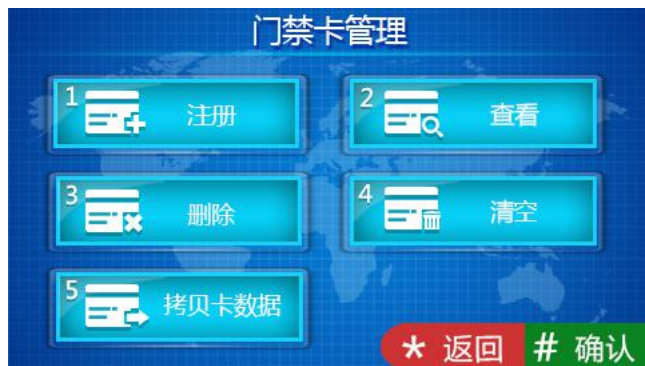 门禁卡管理
1 注册
2 查看
3 删除
4 清空
5 拷贝卡数据
* 返回 # 确认